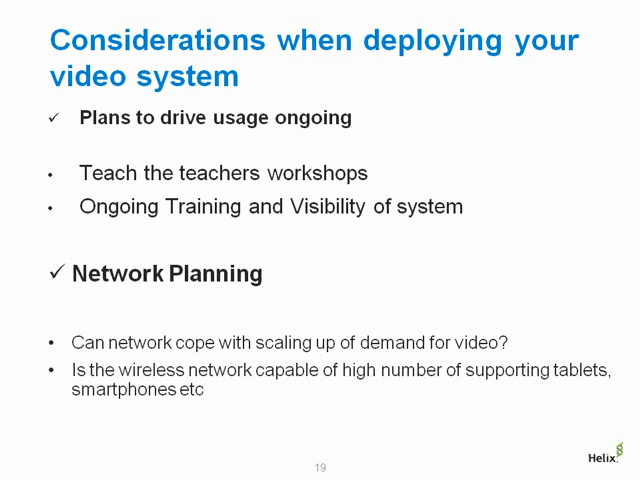 Considerations when deploying your
video system
✓ Plans to drive usage ongoing
• Teach the teachers workshops
• Ongoing Training and Visibility of system
✓ Network Planning
• Can network cope with scaling up of demand for video?
• Is the wireless network capable of high number of supporting tablets,
smartphones etc
Helix
19